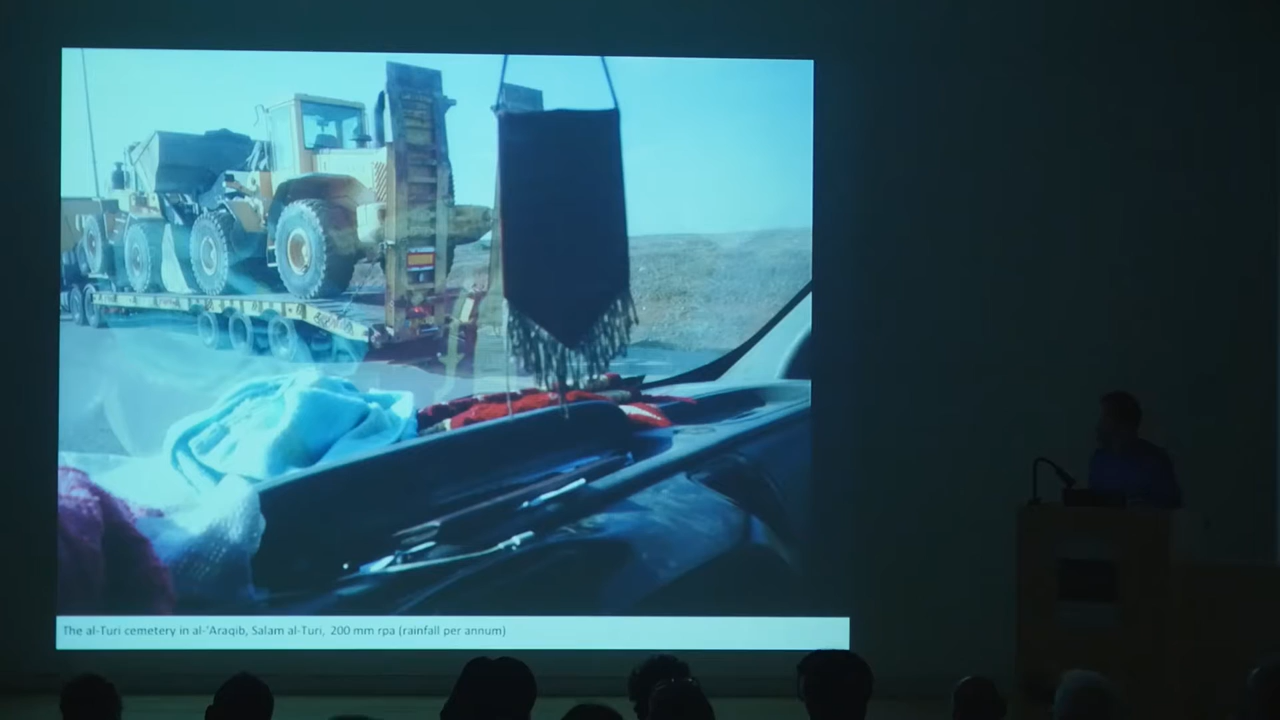 The al-Turi cemetery in al-'Araqib, Salam al-Turi, 200 mm rpa (rainfall per annum)